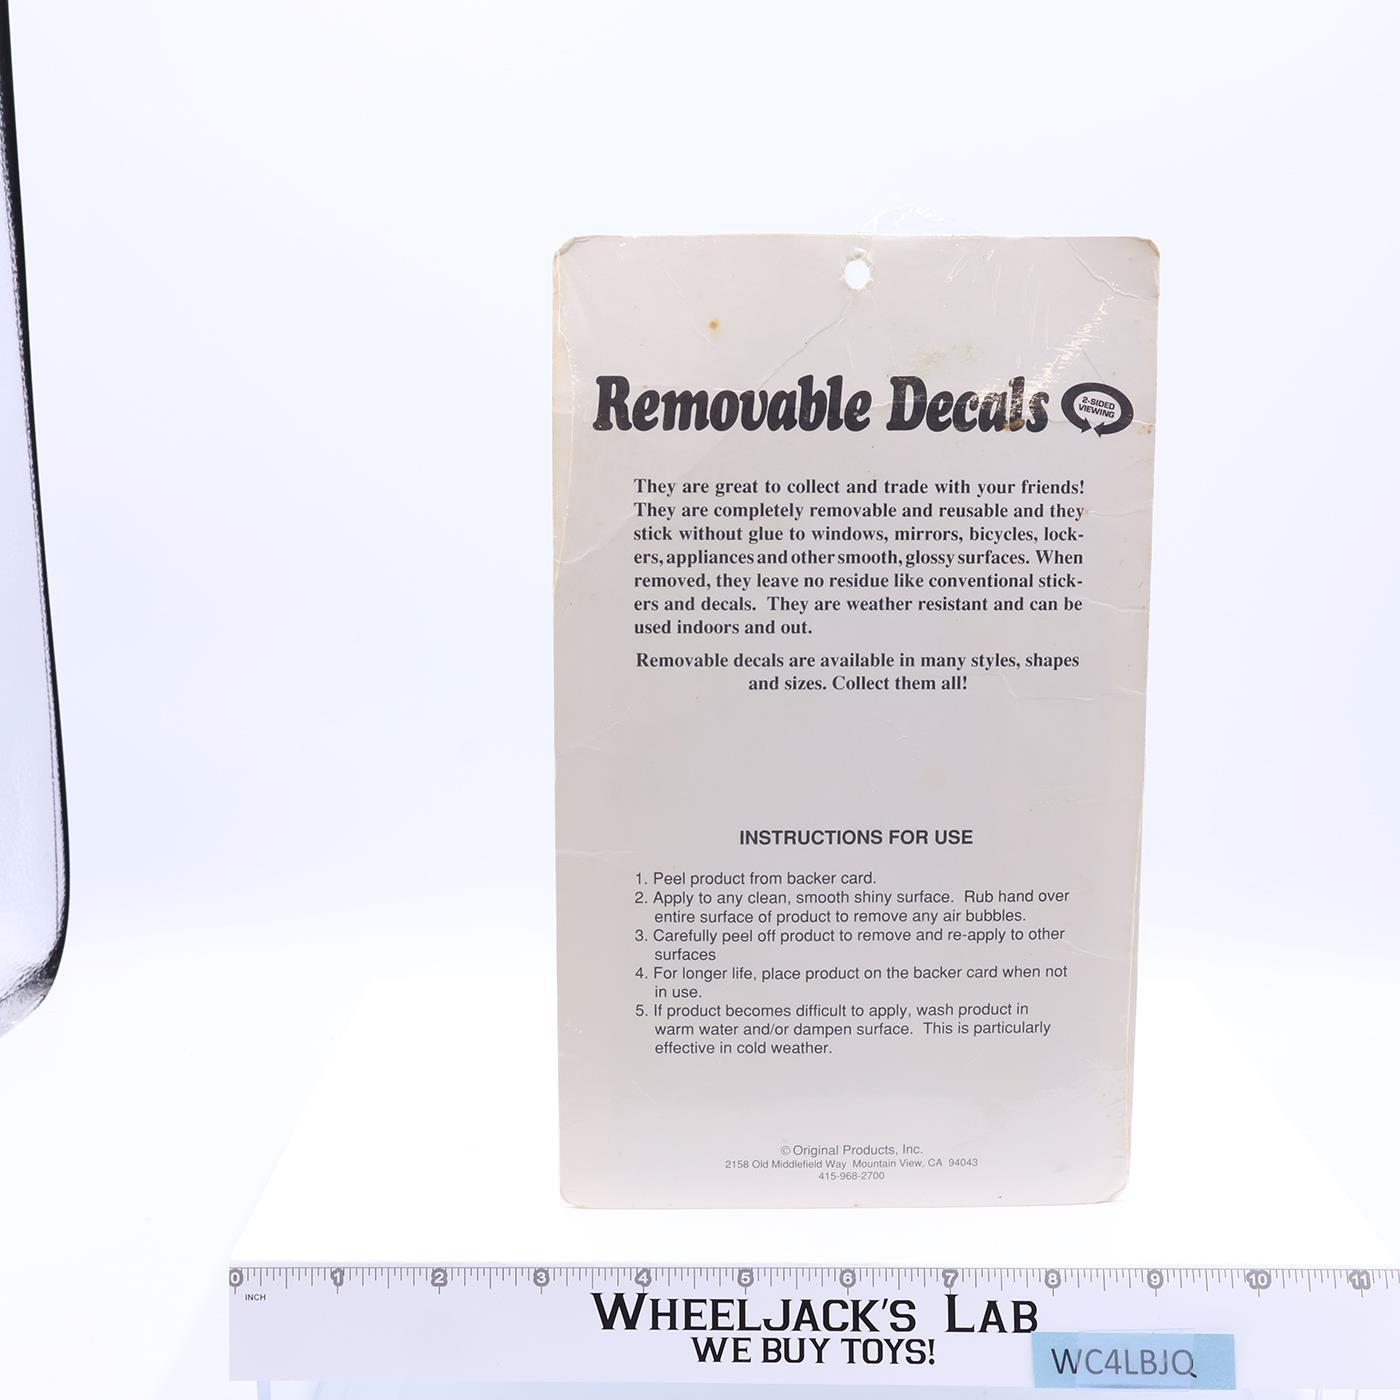 Removable Decals
2-SIDED
VIEWING
They are great to collect and trade with your friends!
They are completely removable and reusable and they
stick without glue to windows, mirrors, bicycles, lock-
ers, appliances and other smooth, glossy surfaces. When
removed, they leave no residue like conventional stick-
ers and decals. They are weather resistant and can be
used indoors and out.
Removable decals are available in many styles, shapes
and sizes. Collect them all!
INSTRUCTIONS FOR USE
1. Peel product from backer card.
2. Apply to any clean, smooth shiny surface. Rub hand over
entire surface of product to remove any air bubbles.
3. Carefully peel off product to remove and re-apply to other
surfaces
4. For longer life, place product on the backer card when not
in use.
5. If product becomes difficult to apply, wash product in
warm water and/or dampen surface. This is particularly
effective in cold weather.
© Original Products, Inc.
2158 Old Middlefield Way Mountain View, CA 94043
415-968-2700
0 1 2 3 4 5 6 7 8 9 10 11
INCH
WHEELJACK'S LAB
WE BUY TOYS!
WC4LBJQ